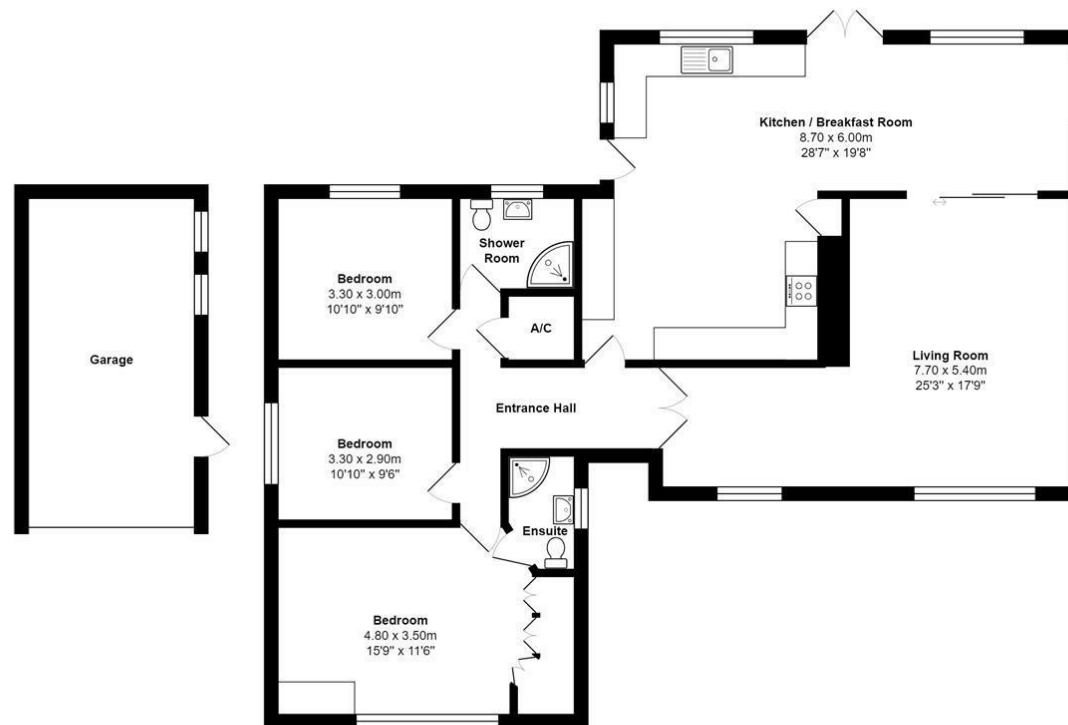 Kitchen / Breakfast Room
8.70 x 6.00m
28'7" x 19'8"
Shower
Room
Bedroom
3.30 x 3.00m
10'10" x 9'10"
A/C
Garage
Living Room
7.70 x 5.40m
25'3" x 17'9"
Entrance Hall
Bedroom
3.30 x 2.90m
10'10" x 9'6"
Ensuite
Bedroom
4.80 x 3.50m
15'9" x 11'6"